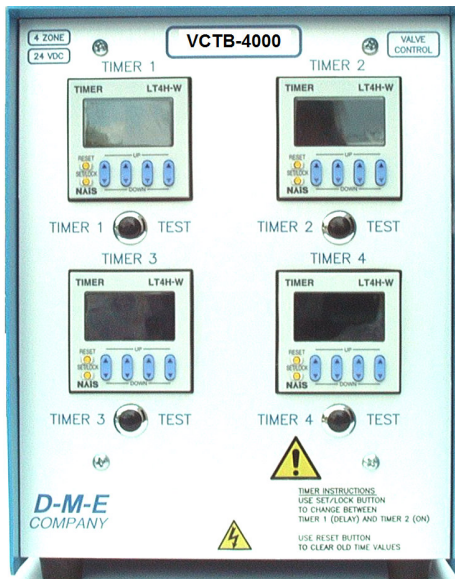 4 ZONE
24 VDC
VCTB-4000
VALVE
CONTROL
TIMER 1
TIMER 2
TIMER LT4H-W
UP
RESET
SET/LOCK
DOWN
NAiS
TIMER LT4H-W
UP
RESET
SET/LOCK
DOWN
NAiS
TIMER 1 TEST
TIMER 2 TEST
TIMER 3
TIMER 4
TIMER LT4H-W
UP
RESET
SET/LOCK
DOWN
NAiS
TIMER LT4H-W
UP
RESET
SET/LOCK
DOWN
NAiS
TIMER 3 TEST
TIMER 4 TEST
D-M-E
COMPANY
TIMER INSTRUCTIONS
USE SET/LOCK BUTTON
TO CHANGE BETWEEN
TIMER 1 (DELAY) AND TIMER 2 (ON)
USE RESET BUTTON
TO CLEAR OLD TIME VALUES